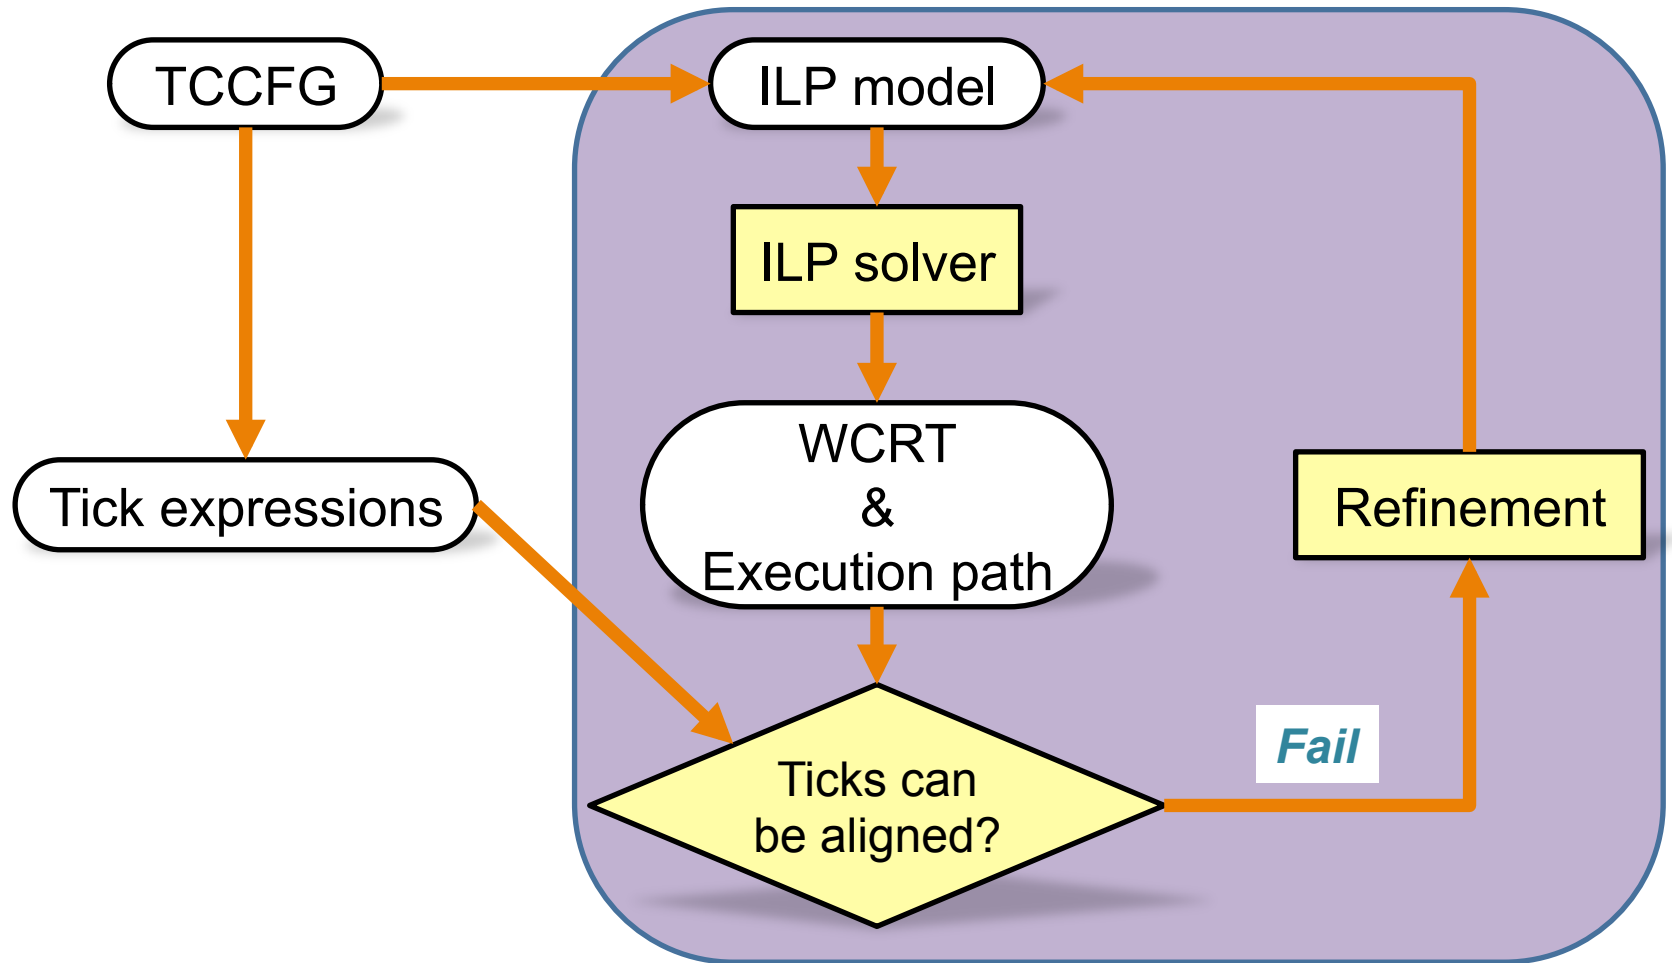 TCCFG
ILP model
ILP solver
WCRT
&
Execution path
Tick expressions
Refinement
Fail
Ticks can
be aligned?